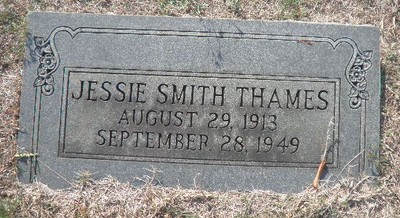 JESSIE SMITH THAMES
AUGUST 29, 1913
SEPTEMBER 28, 1949